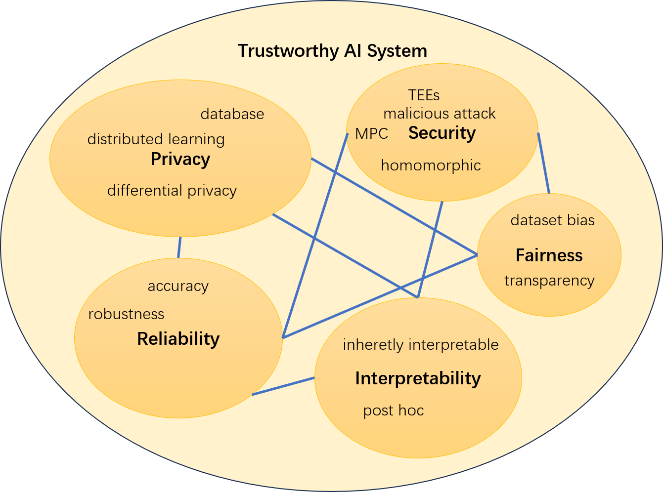 Trustworthy AI System
database
distributed learning
Privacy
differential privacy
TEEs
malicious attack
MPC Security
homomorphic
dataset bias
Fairness
transparency
accuracy
robustness
Reliability
inheretly interpretable
Interpretability
post hoc